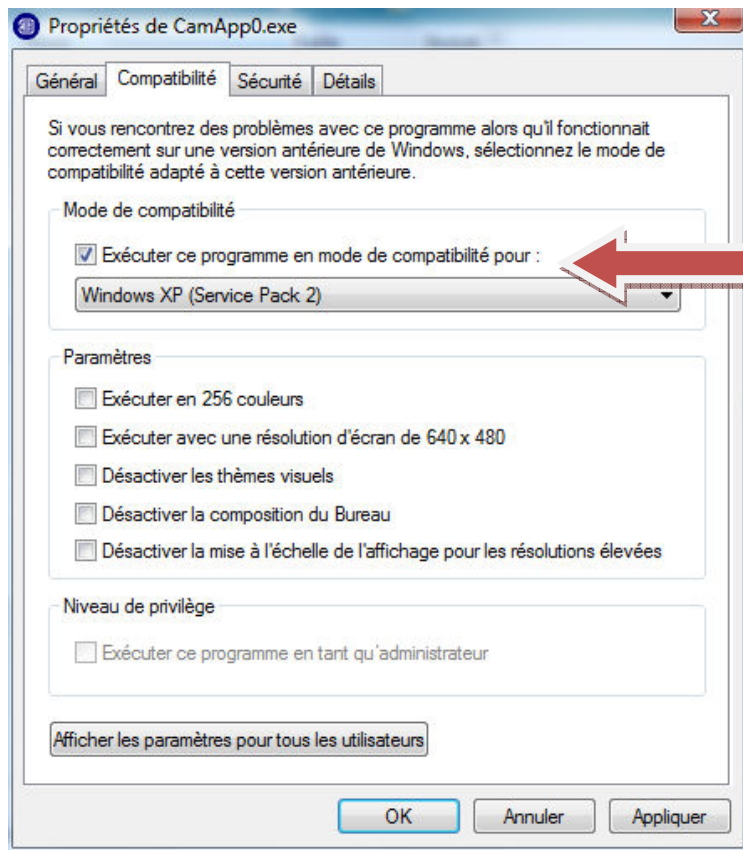 Propriétés de CamApp0.exe
Général Compatibilité Sécurité Détails
Si vous rencontrez des problèmes avec ce programme alors qu'il fonctionnait
correctement sur une version antérieure de Windows, sélectionnez le mode de
compatibilité adapté à cette version antérieure.
Mode de compatibilité
Exécuter ce programme en mode de compatibilité pour :
Windows XP (Service Pack 2)
Paramètres
Exécuter en 256 couleurs
Exécuter avec une résolution d'écran de 640 x 480
Désactiver les thèmes visuels
Désactiver la composition du Bureau
Désactiver la mise à l'échelle de l'affichage pour les résolutions élevées
Niveau de privilège
Exécuter ce programme en tant qu'administrateur
Afficher les paramètres pour tous les utilisateurs
OK Annuler Appliquer